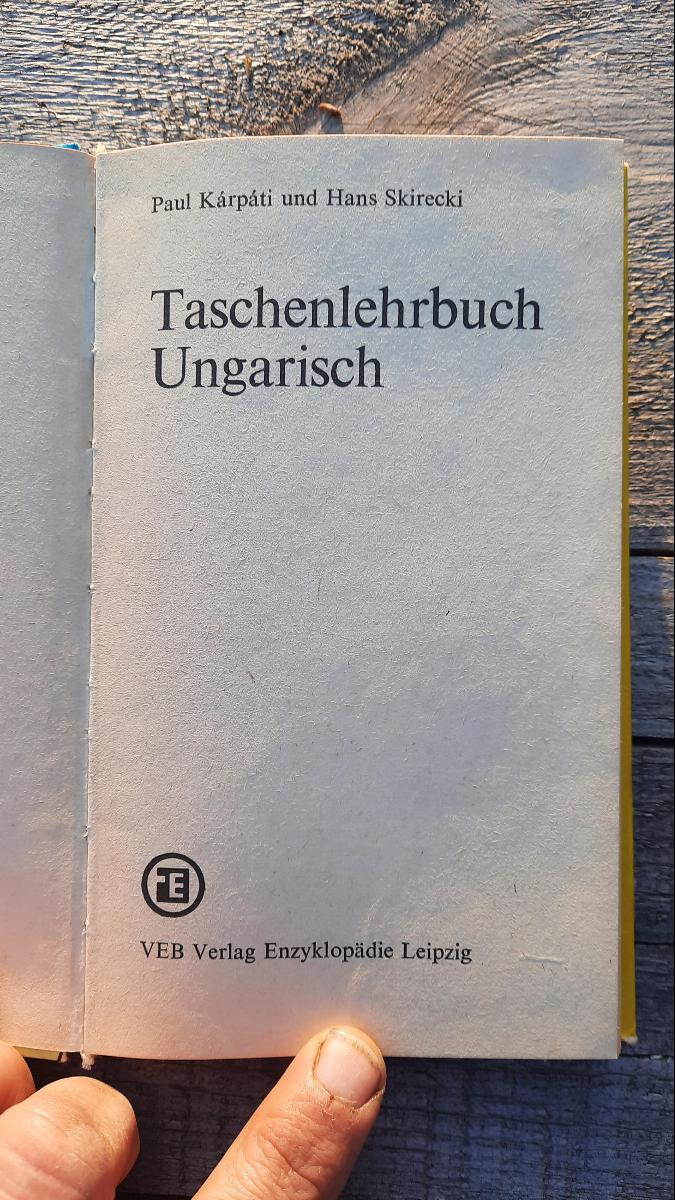 Paul Kárpáti und Hans Skirecki
Taschenlehrbuch
Ungarisch
VEB Verlag Enzyklopädie Leipzig